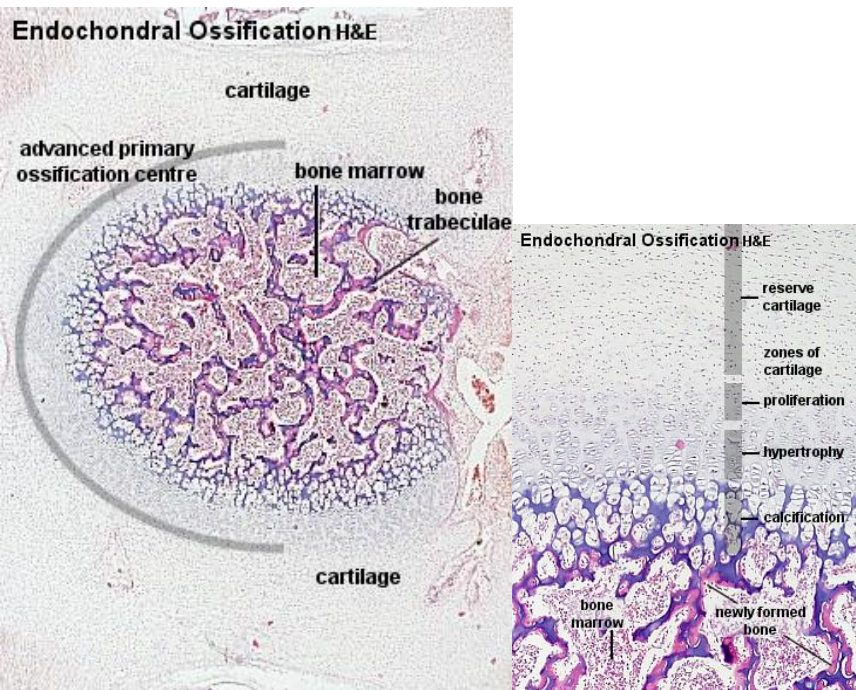 Endochondral Ossification H&E
cartilage
advanced primary
ossification centre
bone marrow
bone
trabeculae
cartilage
Endochondral Ossification H&E
reserve
cartilage
zones of
cartilage
proliferation
hypertrophy
calcification
bone
marrow
newly formed
bone